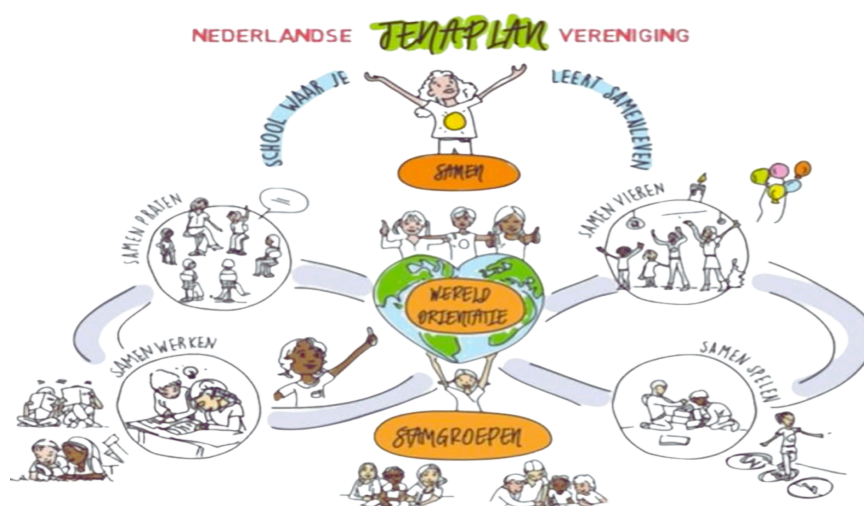 NEDERLANDSE JENAPLAN VERENIGING
SCHOOL WAAR JE
LEERT SAMENLEVEN
SAMEN
SAMEN PRATEN
SAMEN VIEREN
WERELD
ORIENTATIE
SAMEN WERKEN
SAMEN SPELEN
STAMGROEPEN